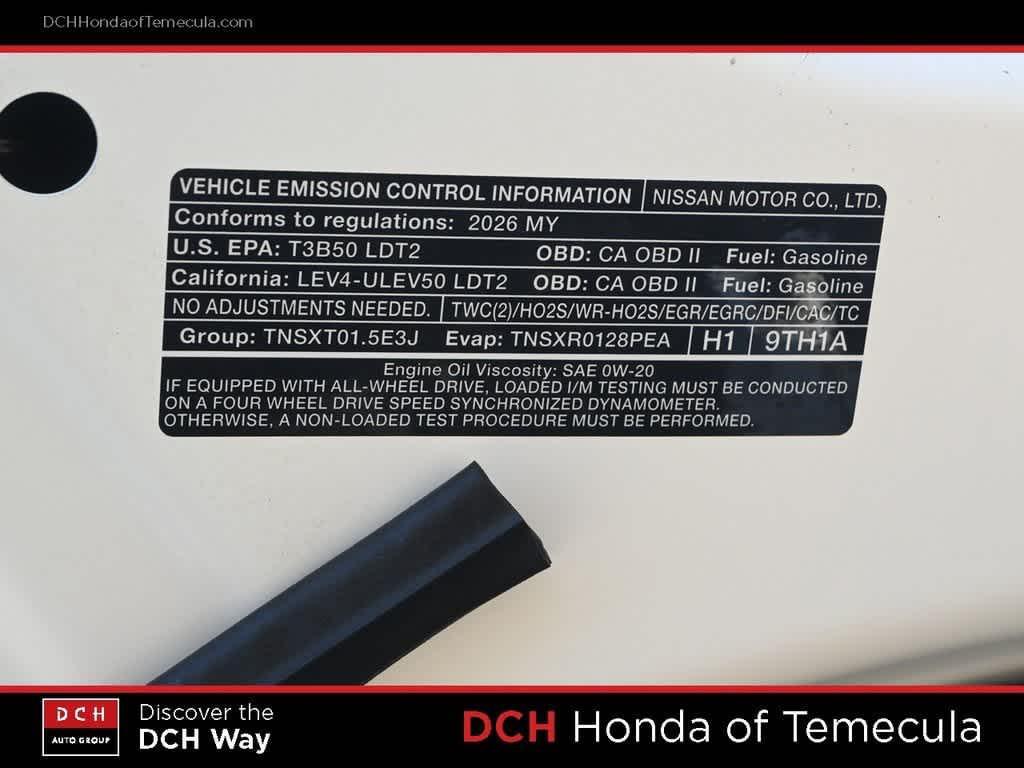 DCHHondaofTemecula.com
VEHICLE EMISSION CONTROL INFORMATION NISSAN MOTOR CO., LTD.
Conforms to regulations: 2026 MY
U.S. EPA: T3B50 LDT2 OBD: CA OBD II Fuel: Gasoline
California: LEV4-ULEV50 LDT2 OBD: CA OBD II Fuel: Gasoline
NO ADJUSTMENTS NEEDED. TWC(2)/HO2S/WR-HO2S/EGR/EGRC/DFI/CAC/TC
Group: TNSXT01.5E3J Evap: TNSXR0128PEA H1 9TH1A
Engine Oil Viscosity: SAE 0W-20
IF EQUIPPED WITH ALL-WHEEL DRIVE, LOADED I/M TESTING MUST BE CONDUCTED
ON A FOUR WHEEL DRIVE SPEED SYNCHRONIZED DYNAMOMETER.
OTHERWISE, A NON-LOADED TEST PROCEDURE MUST BE PERFORMED.
DCH
AUTO GROUP
Discover the
DCH Way
DCH Honda of Temecula